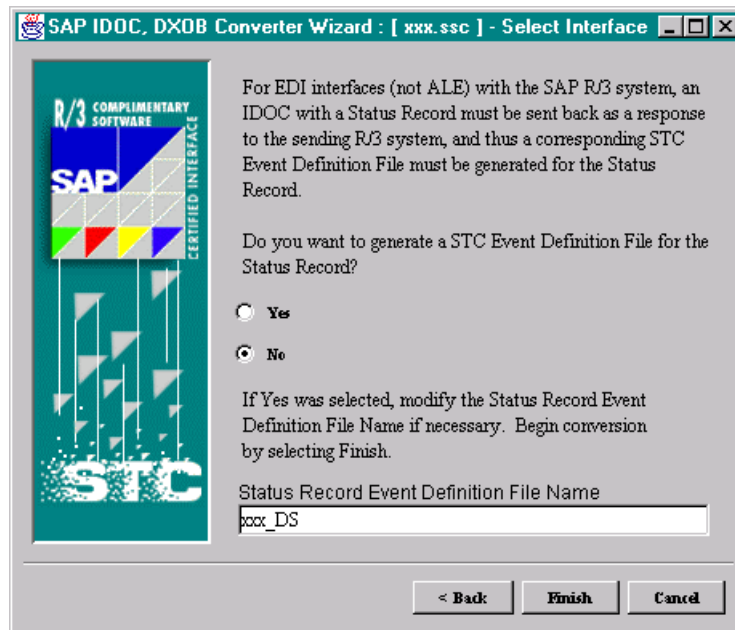 SAP IDOC, DXOB Converter Wizard : [ xxx.ssc ] - Select Interface
R/3 COMPLIMENTARY
SOFTWARE
SAP
CERTIFIED INTERFACE
STC
For EDI interfaces (not ALE) with the SAP R/3 system, an
IDOC with a Status Record must be sent back as a response
to the sending R/3 system, and thus a corresponding STC
Event Definition File must be generated for the Status
Record.
Do you want to generate a STC Event Definition File for the
Status Record?
Yes
No
If Yes was selected, modify the Status Record Event
Definition File Name if necessary. Begin conversion
by selecting Finish.
Status Record Event Definition File Name
xxx_DS
< Back
Finish
Cancel